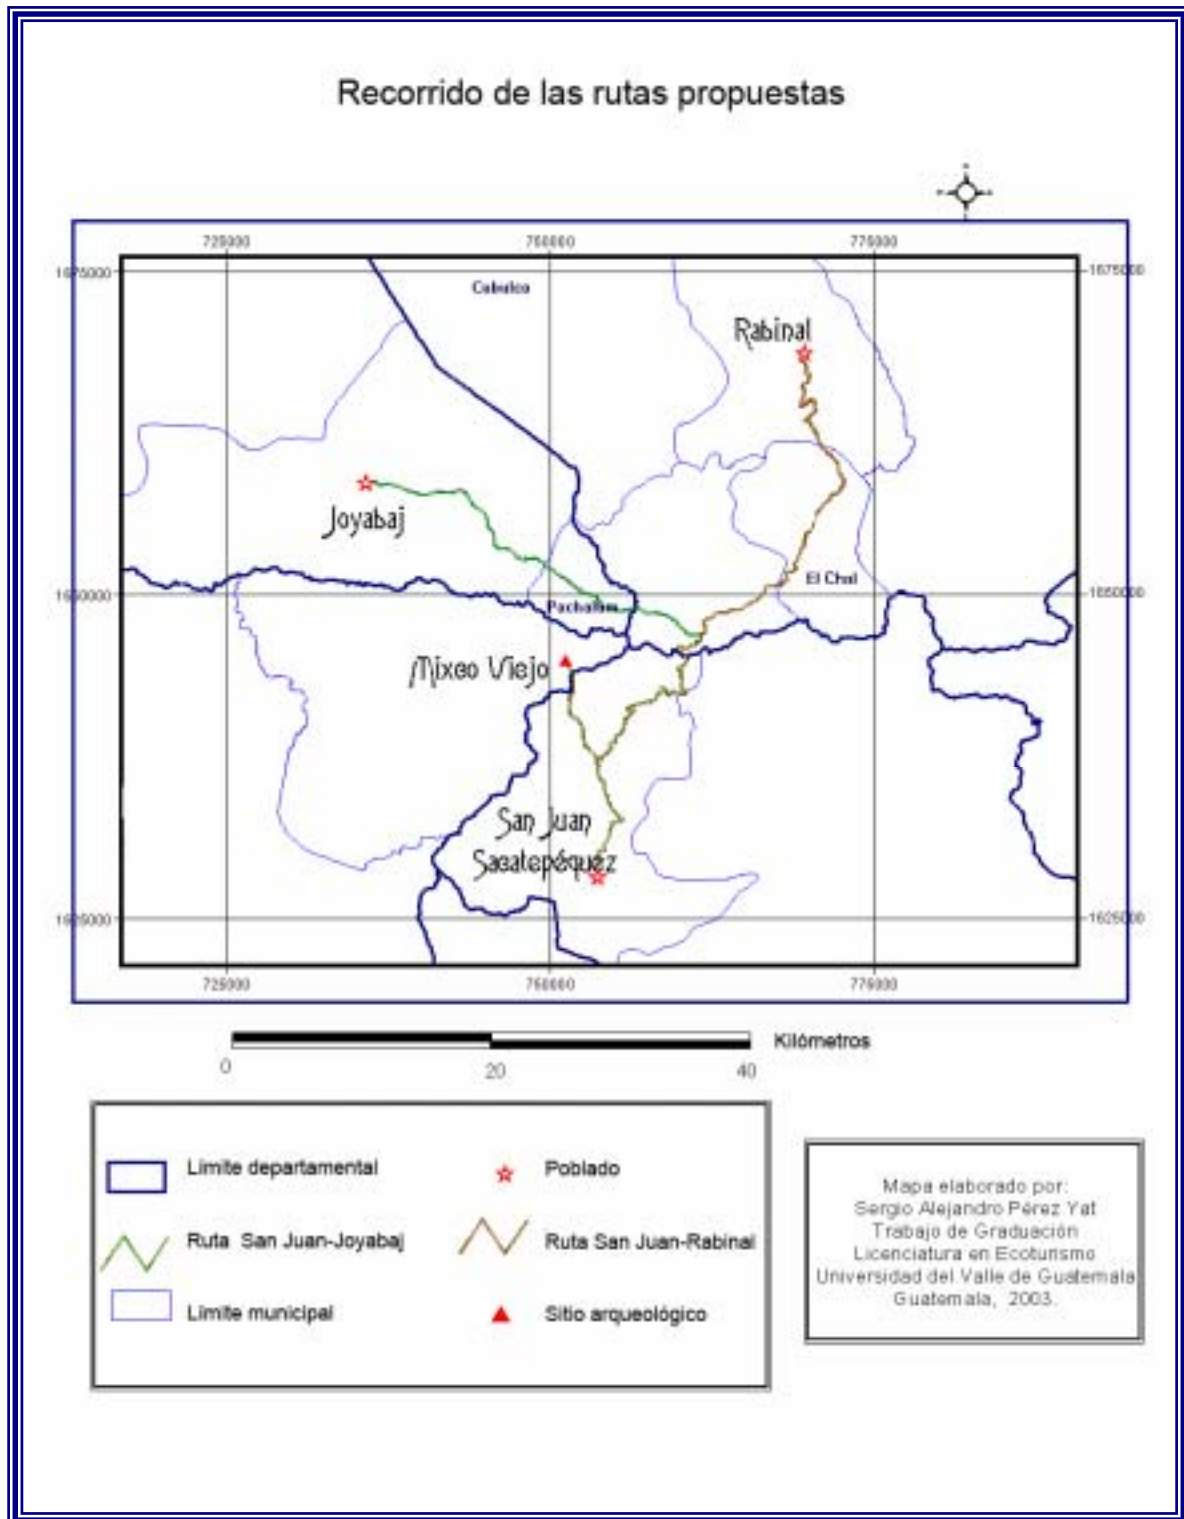 Recorrido de las rutas propuestas
725000 750000 775000
1675000 1675000
Cubulco
Rabinal
Joyabaj
El Chol
1650000 1650000
Pachalum
Mixco Viejo
San Juan
Sacatepéquez
1625000 1625000
725000 750000 775000
Kilómetros
0 20 40
Límite departamental
Poblado
Ruta San Juan-Joyabaj
Ruta San Juan-Rabinal
Límite municipal
Sitio arqueológico
Mapa elaborado por:
Sergio Alejandro Pérez Yat
Trabajo de Graduación
Licenciatura en Ecoturismo
Universidad del Valle de Guatemala
Guatemala, 2003.